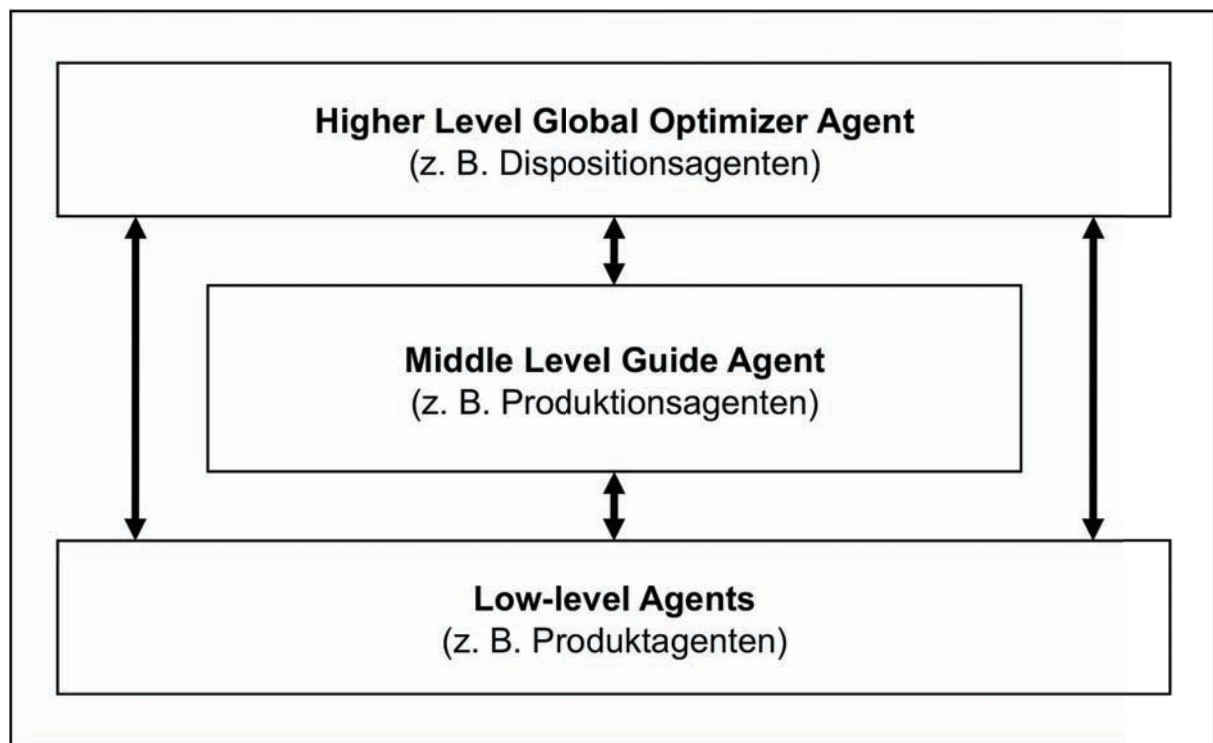 Higher Level Global Optimizer Agent
(z. B. Dispositionsagenten)
Middle Level Guide Agent
(z. B. Produktionsagenten)
Low-level Agents
(z. B. Produktagenten)